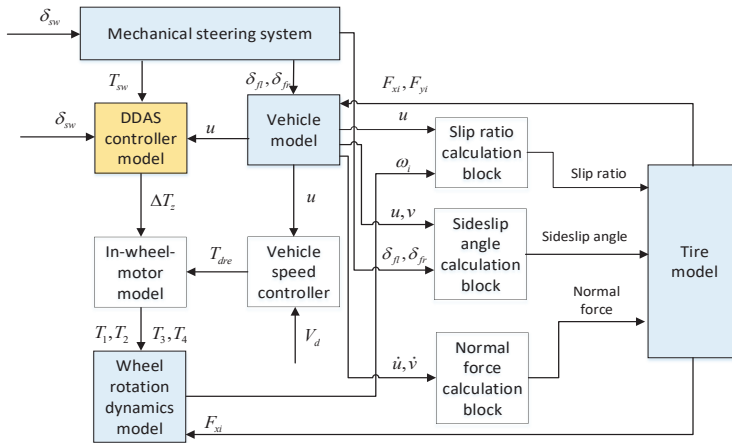 δsw
Mechanical steering system
Tsw
δfl, δfr
Fxi, Fyi
δsw
DDAS
controller
model
u
Vehicle
model
u
Slip ratio
calculation
block
ωi
Slip ratio
ΔTz
u
u, v
Sideslip
angle
calculation
block
δfl, δfr
Sideslip angle
Tire
model
In-wheel-
motor
model
Tdre
Vehicle
speed
controller
Normal
force
T1, T2
T3, T4
Vd
Wheel
rotation
dynamics
model
u̇, v̇
Normal
force
calculation
block
Fxi